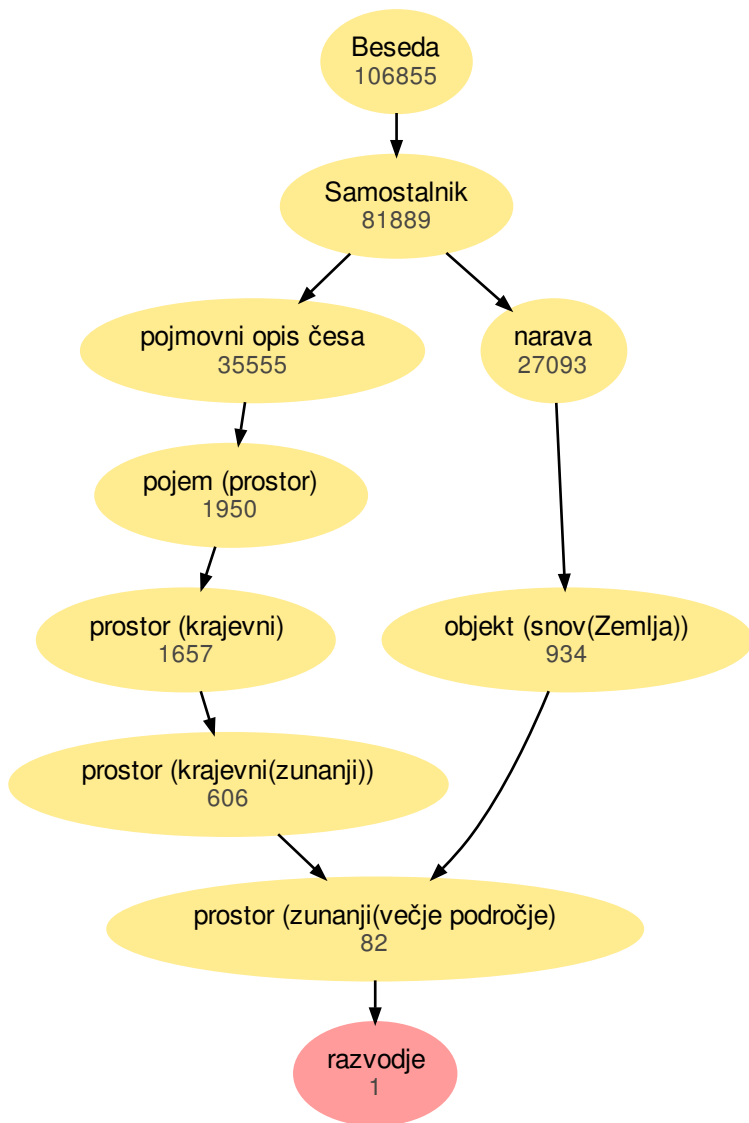 Beseda
106855
Samostalnik
81889
pojmovni opis česa
35555
narava
27093
pojem (prostor)
1950
prostor (krajevni)
1657
objekt (snov(Zemlja))
934
prostor (krajevni(zunanji))
606
prostor (zunanji(večje področje)
82
razvodje
1